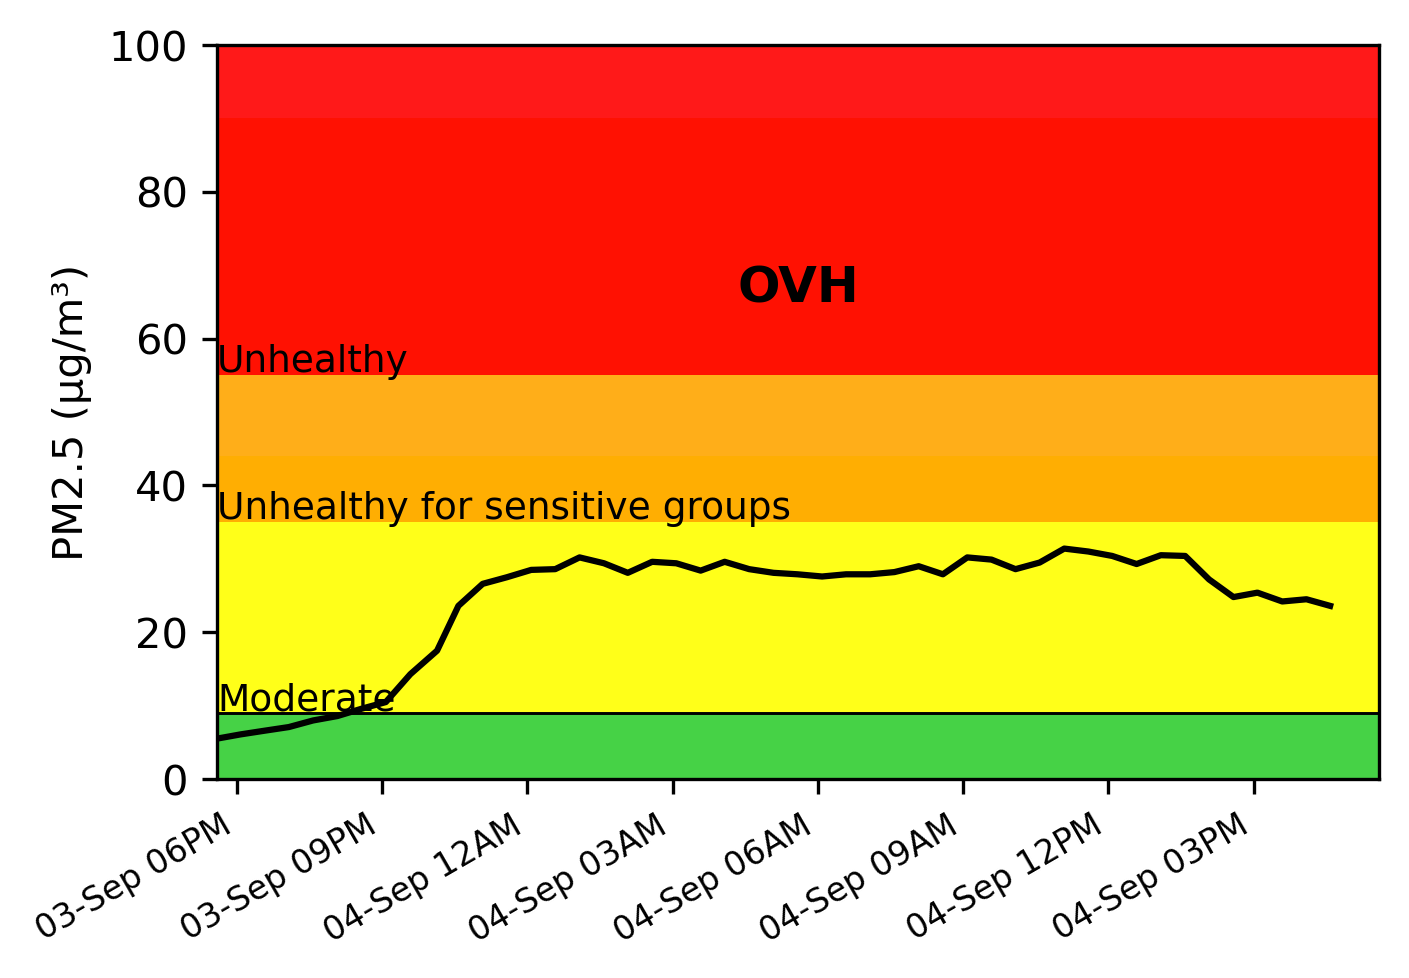 100
80
60
40
20
0
PM2.5 (µg/m³)
OVH
Unhealthy
Unhealthy for sensitive groups
Moderate
03-Sep 06PM
03-Sep 09PM
04-Sep 12AM
04-Sep 03AM
04-Sep 06AM
04-Sep 09AM
04-Sep 12PM
04-Sep 03PM